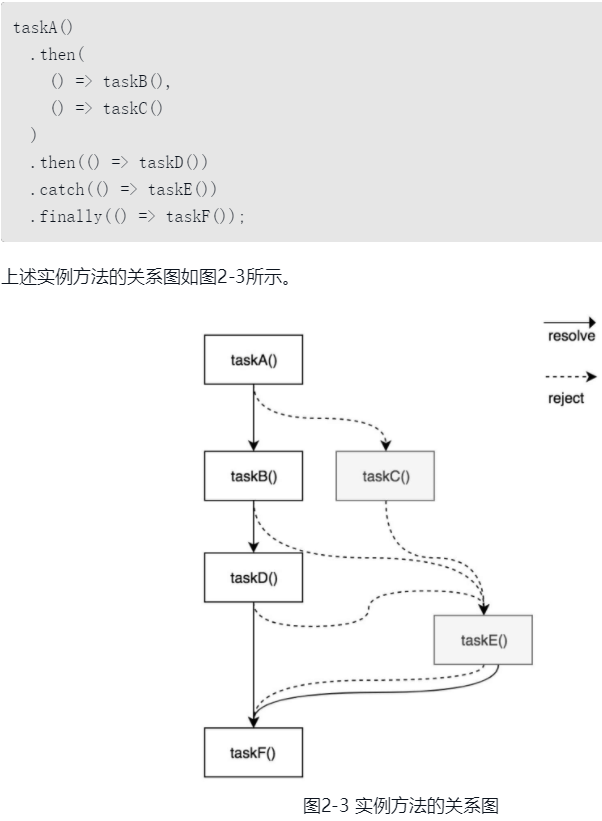 taskA()
  .then(
    () => taskB(),
    () => taskC()
  )
  .then(() => taskD())
  .catch(() => taskE())
  .finally(() => taskF());
上述实例方法的关系图如图2-3所示。
resolve
taskA()
reject
taskB()
taskC()
taskD()
taskE()
taskF()
图2-3 实例方法的关系图